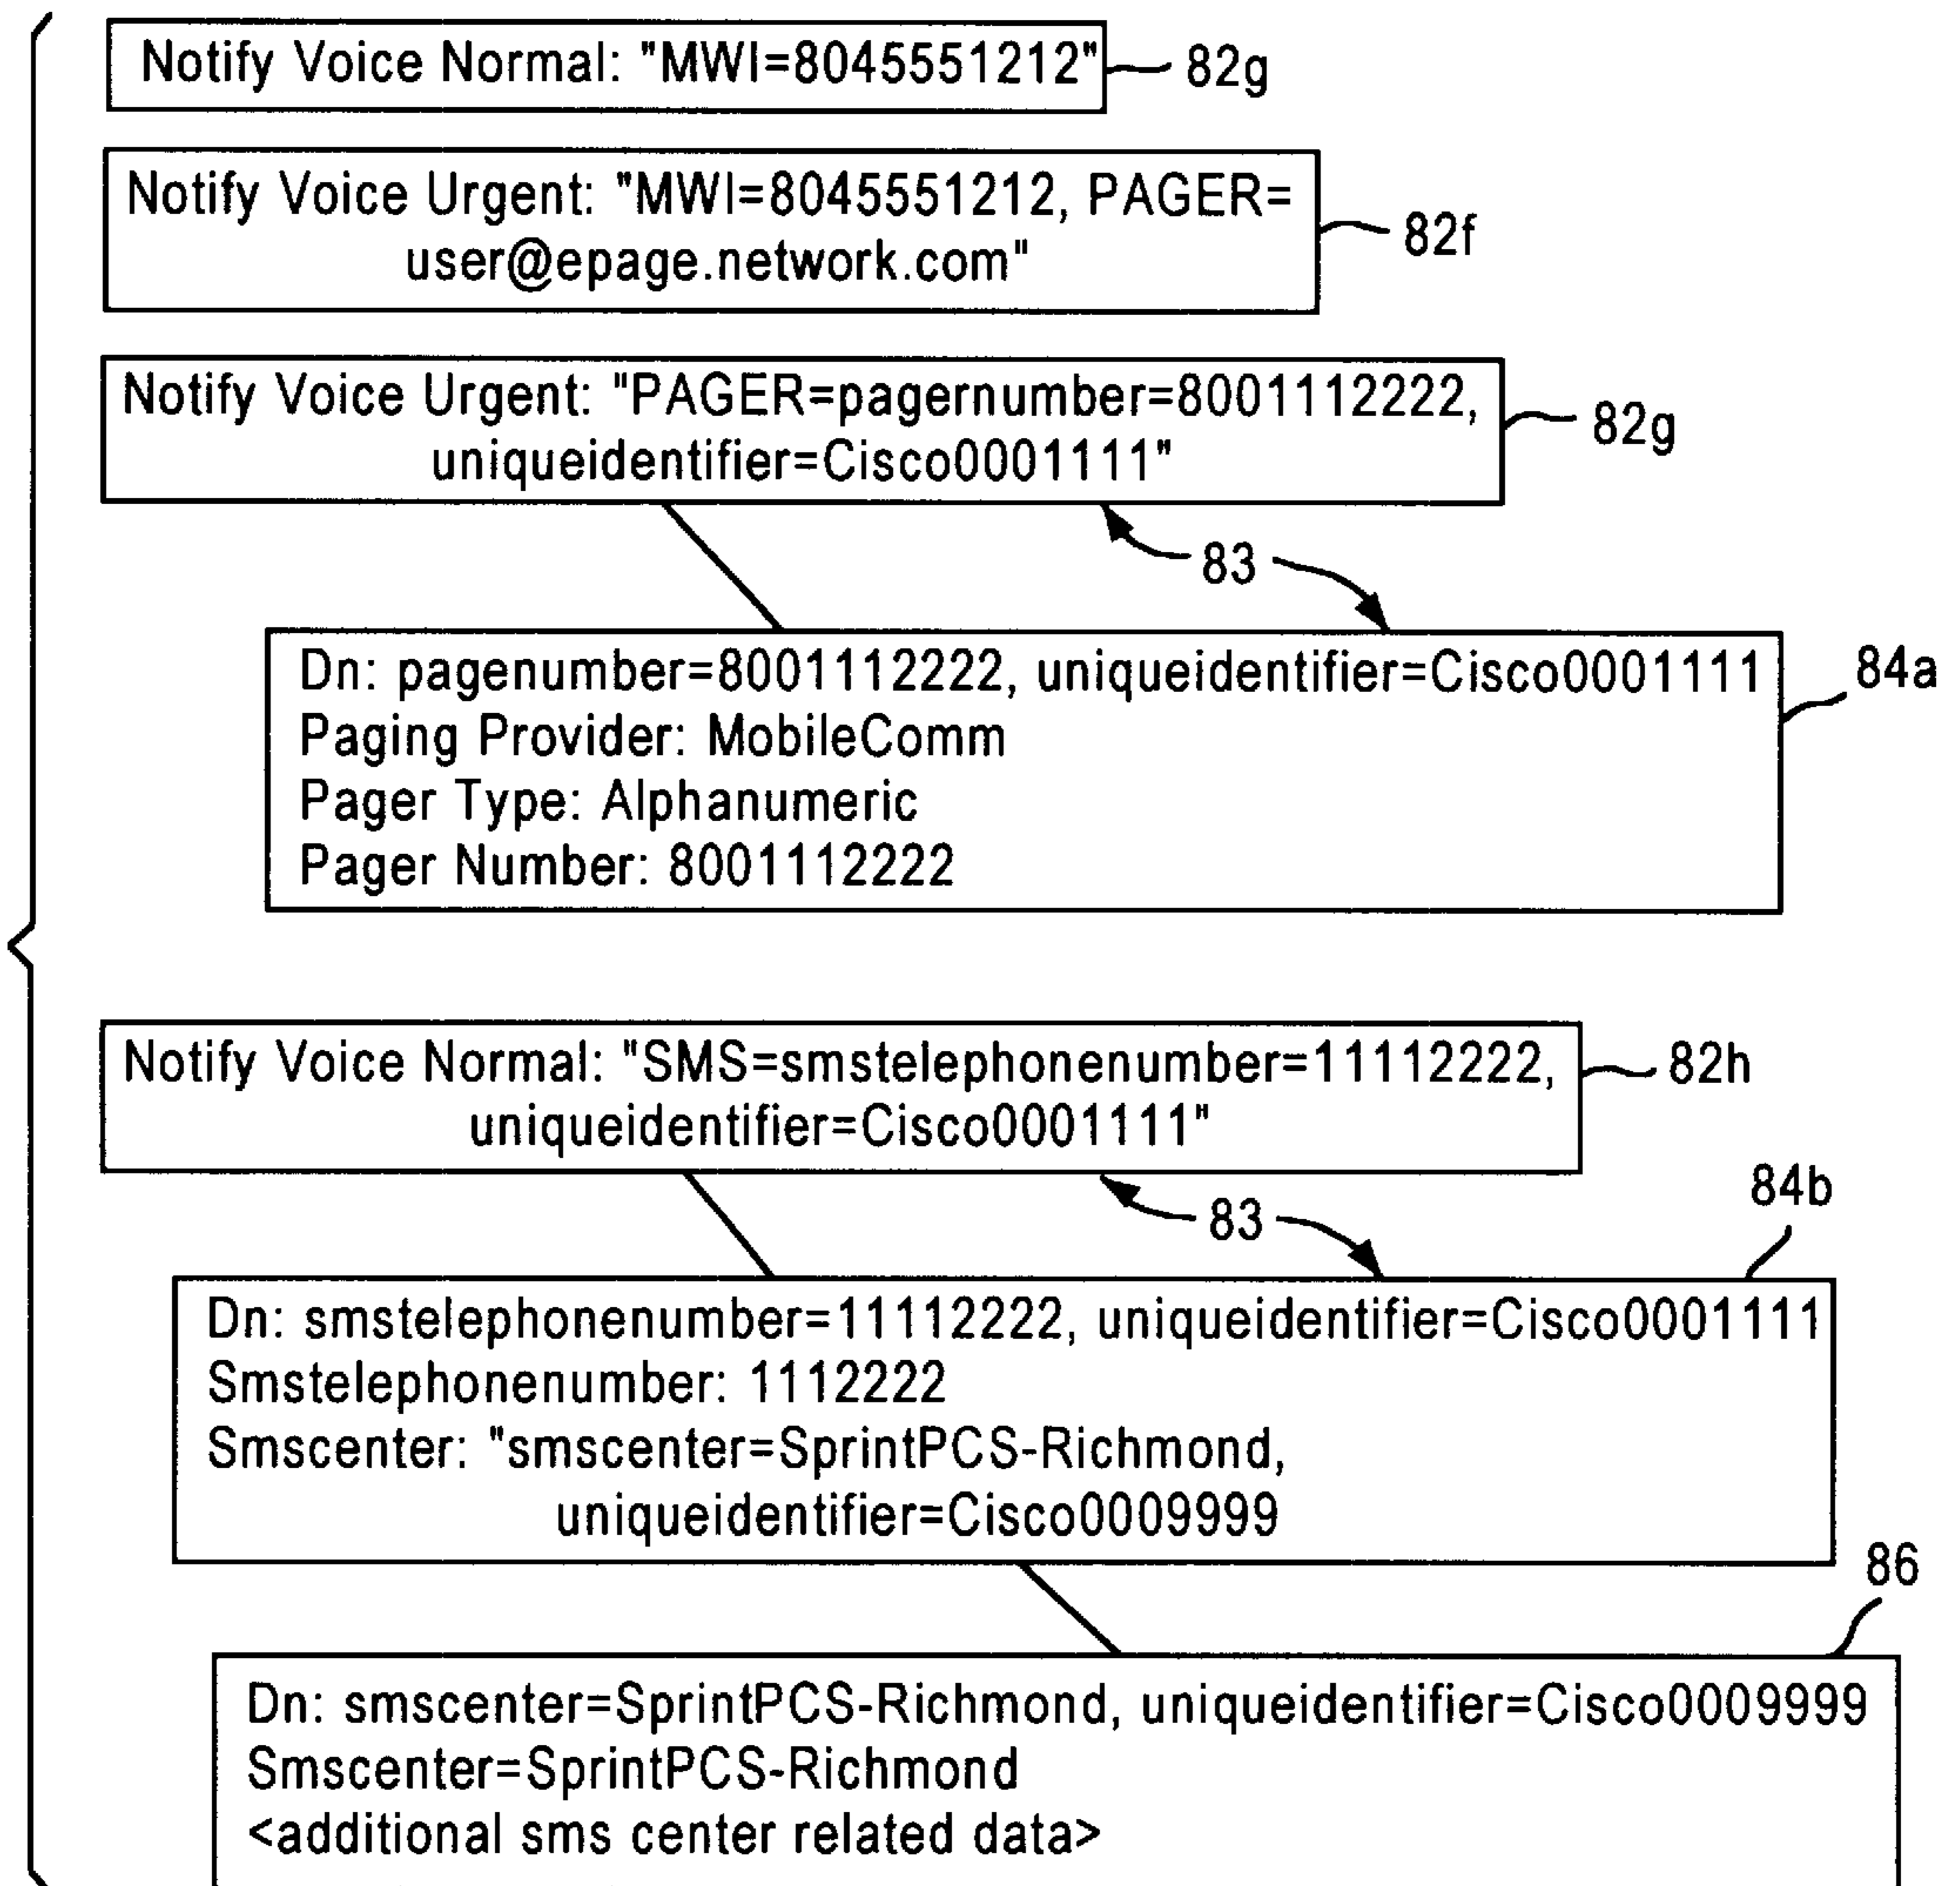 Notify Voice Normal: "MWI=8045551212"
82g
Notify Voice Urgent: "MWI=8045551212, PAGER=
user@epage.network.com"
82f
Notify Voice Urgent: "PAGER=pagernumber=8001112222,
uniqueidentifier=Cisco0001111"
82g
83
Dn: pagenumber=8001112222, uniqueidentifier=Cisco0001111
Paging Provider: MobileComm
Pager Type: Alphanumeric
Pager Number: 8001112222
84a
Notify Voice Normal: "SMS=smstelephonenumber=11112222,
uniqueidentifier=Cisco0001111"
82h
83
84b
Dn: smstelephonenumber=11112222, uniqueidentifier=Cisco0001111
Smstelephonenumber: 1112222
Smscenter: "smscenter=SprintPCS-Richmond,
uniqueidentifier=Cisco0009999
86
Dn: smscenter=SprintPCS-Richmond, uniqueidentifier=Cisco0009999
Smscenter=SprintPCS-Richmond
<additional sms center related data>